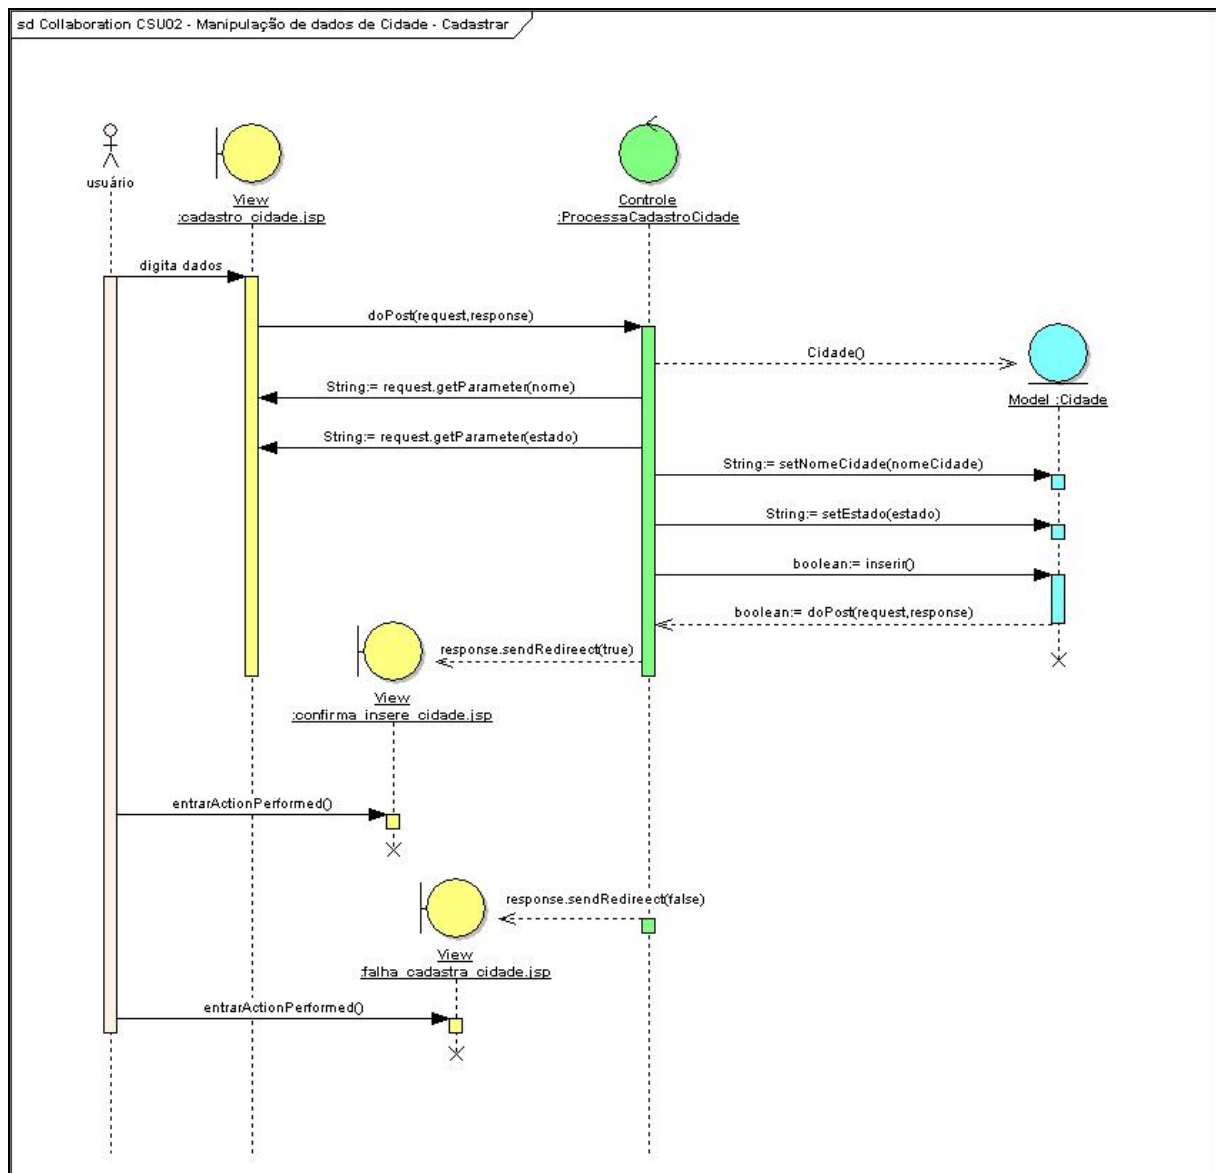 sd Collaboration CSU02 - Manipulação de dados de Cidade - Cadastrar
usuário
View
:cadastro_cidade.jsp
Controle
:ProcessaCadastroCidade
digita dados
doPost(request,response)
Cidade()
Model :Cidade
String:= request.getParameter(nome)
String:= request.getParameter(estado)
String:= setNomeCidade(nomeCidade)
String:= setEstado(estado)
boolean:= inserir()
boolean:= doPost(request,response)
response.sendRedireect(true)
View
:confirma_insere_cidade.jsp
entrarActionPerformed()
response.sendRedireect(false)
View
:falha_cadastra_cidade.jsp
entrarActionPerformed()